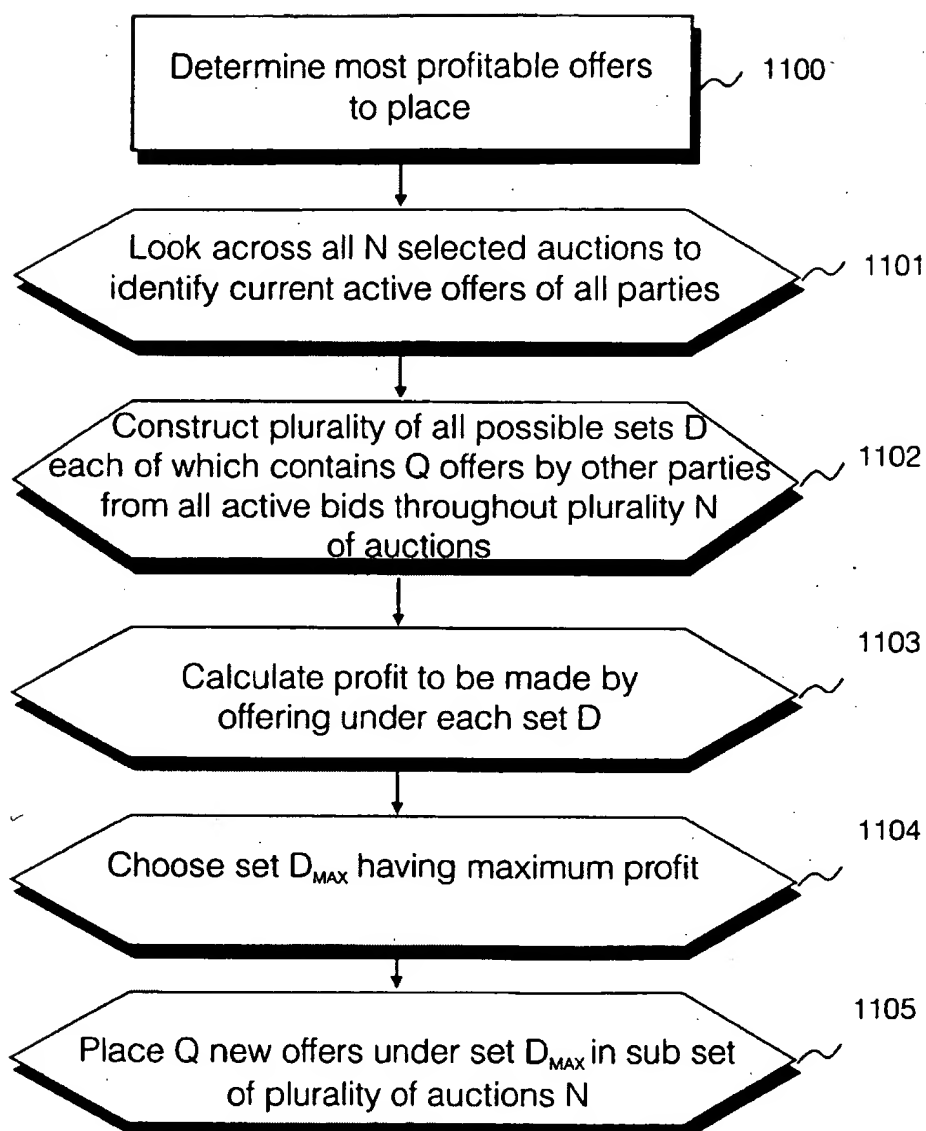 Determine most profitable offers
to place
1100
Look across all N selected auctions to
identify current active offers of all parties
1101
Construct plurality of all possible sets D
each of which contains Q offers by other parties
from all active bids throughout plurality N
of auctions
1102
Calculate profit to be made by
offering under each set D
1103
Choose set DMAX having maximum profit
1104
Place Q new offers under set DMAX in sub set
of plurality of auctions N
1105